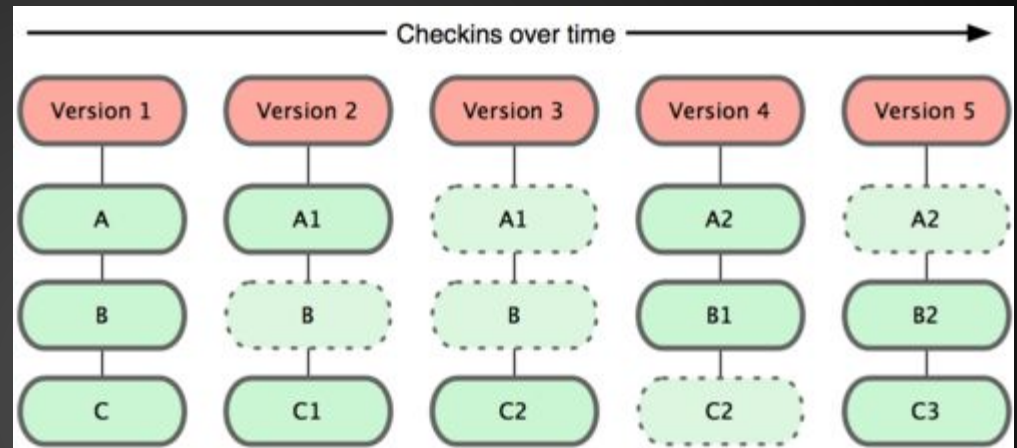 Checkins over time
Version 1 Version 2 Version 3 Version 4 Version 5
A A1 A1 A2 A2
B B B B1 B2
C C1 C2 C2 C3